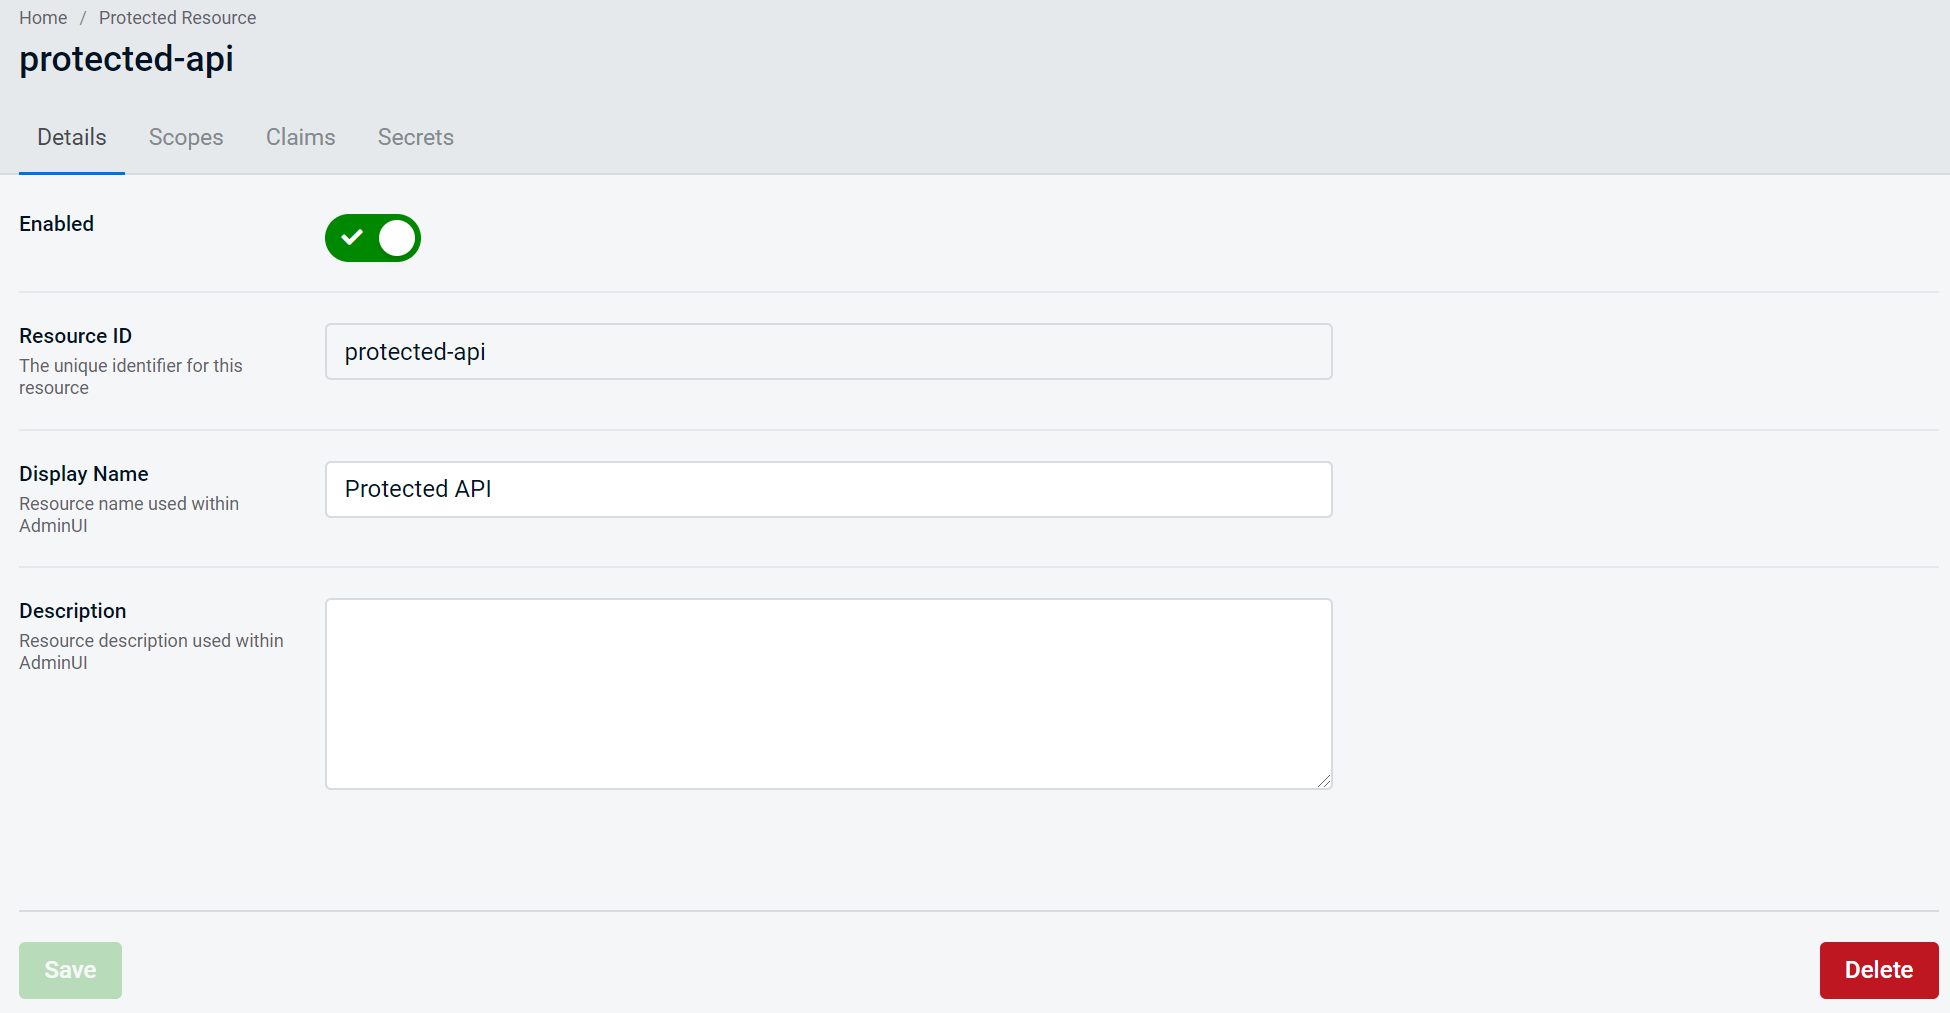 Home / Protected Resource
protected-api
Details Scopes Claims Secrets
Enabled
Resource ID
The unique identifier for this
resource
protected-api
Display Name
Resource name used within
AdminUI
Protected API
Description
Resource description used within
AdminUI
Save Delete